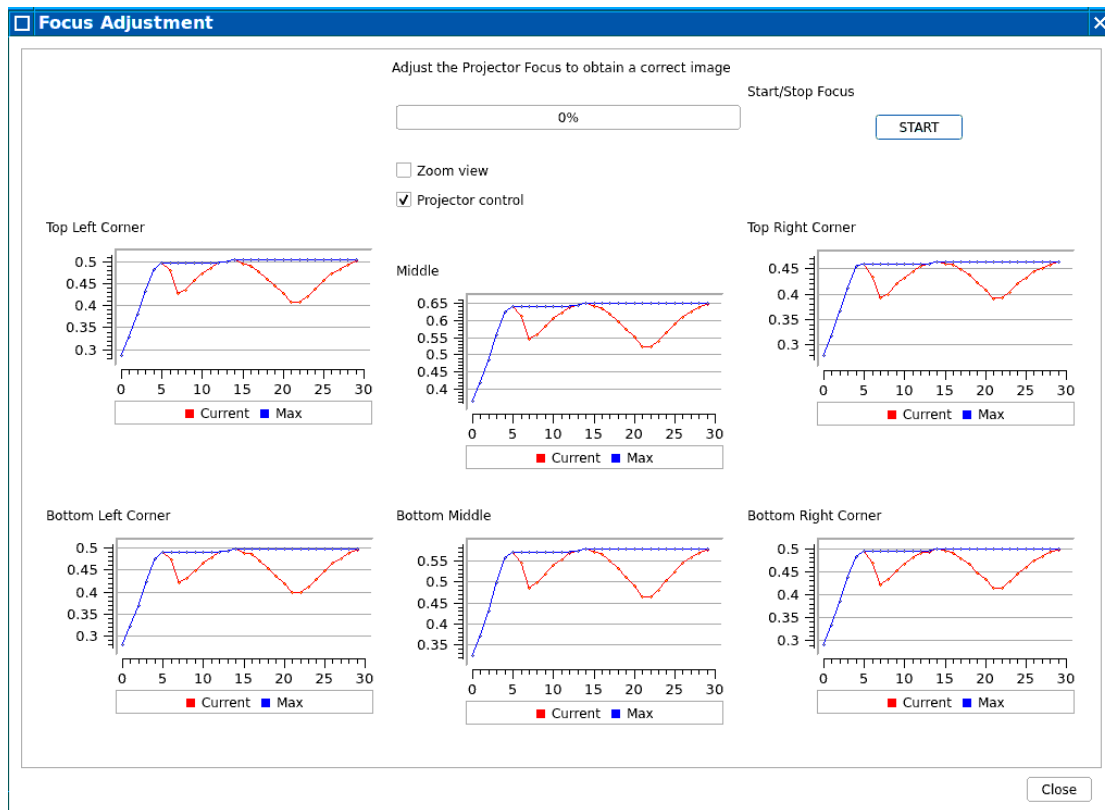 Focus Adjustment
Adjust the Projector Focus to obtain a correct image
Start/Stop Focus
0%
START
Zoom view
Projector control
Top Left Corner
0.5
0.45
0.4
0.35
0.3
0 5 10 15 20 25 30
Current Max
Middle
0.65
0.6
0.55
0.5
0.45
0.4
0 5 10 15 20 25 30
Current Max
Top Right Corner
0.45
0.4
0.35
0.3
0 5 10 15 20 25 30
Current Max
Bottom Left Corner
0.5
0.45
0.4
0.35
0.3
0 5 10 15 20 25 30
Current Max
Bottom Middle
0.55
0.5
0.45
0.4
0.35
0 5 10 15 20 25 30
Current Max
Bottom Right Corner
0.5
0.45
0.4
0.35
0.3
0 5 10 15 20 25 30
Current Max
Close